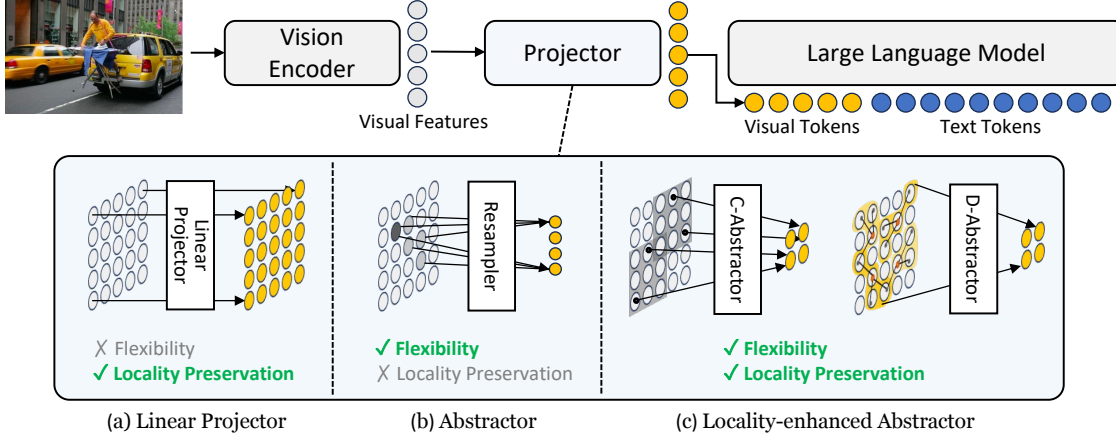 Vision
Encoder
Projector
Large Language Model
Visual Features
Visual Tokens
Text Tokens
Linear
Projector
✗ Flexibility
✓ Locality Preservation
(a) Linear Projector
Resampler
✓ Flexibility
✗ Locality Preservation
(b) Abstractor
C-Abstractor
D-Abstractor
✓ Flexibility
✓ Locality Preservation
(c) Locality-enhanced Abstractor